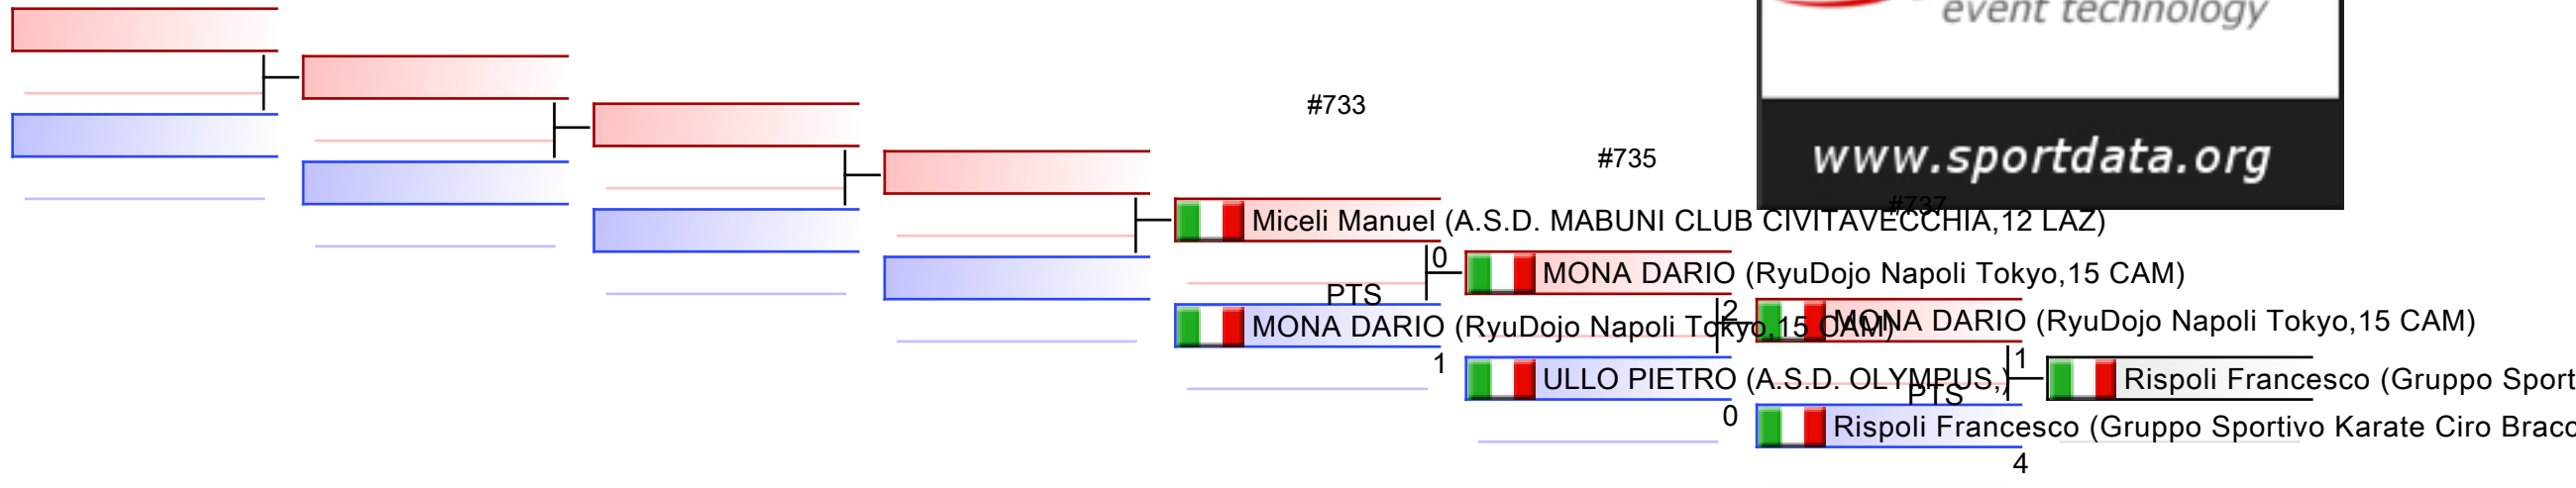 event technology
#733
#735
www.sportdata.org
#737
Miceli Manuel (A.S.D. MABUNI CLUB CIVITAVECCHIA,12 LAZ)
0
MONA DARIO (RyuDojo Napoli Tokyo,15 CAM)
PTS
2
MONA DARIO (RyuDojo Napoli Tokyo,15 CAM)
MONA DARIO (RyuDojo Napoli Tokyo,15 CAM)
1
1
ULLO PIETRO (A.S.D. OLYMPUS,)
Rispoli Francesco (Gruppo Sport
PTS
0
Rispoli Francesco (Gruppo Sportivo Karate Ciro Bracc
4